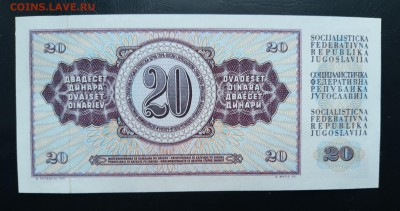 COINS.LAVE.RU
20
20
ДВАДЕСЕТ
ДИНАРА
DVAJSET
DINARJEV
20
DVADESET
DINARA
ДВАЕСЕТ
ДИНАРИ
SOCIJALISTIČKA
FEDERATIVNA
REPUBLIKA
JUGOSLAVIJA
СОЦИЈАЛИСТИЧКА
ФЕДЕРАТИВНА
РЕПУБЛИКА
ЈУГОСЛАВИЈА
SOCIALISTIČNA
FEDERATIVNA
REPUBLIKA
JUGOSLAVIJA
20
20